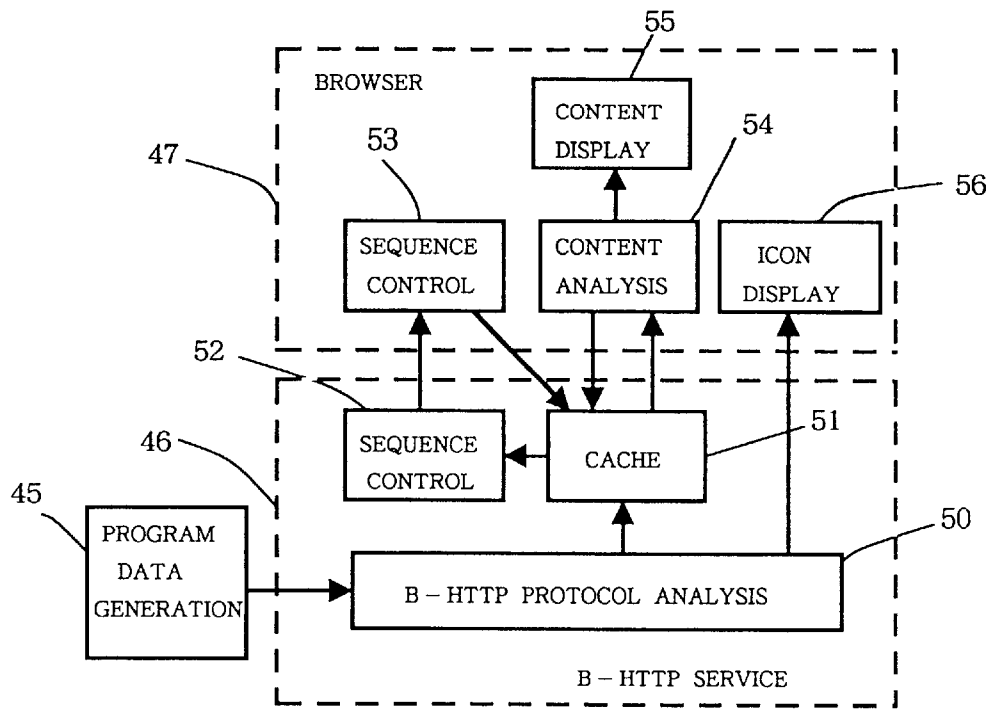 55
BROWSER
CONTENT
DISPLAY
54
53
47
56
SEQUENCE
CONTROL
CONTENT
ANALYSIS
ICON
DISPLAY
52
46
SEQUENCE
CONTROL
CACHE
51
45
PROGRAM
DATA
GENERATION
50
B-HTTP PROTOCOL ANALYSIS
B-HTTP SERVICE